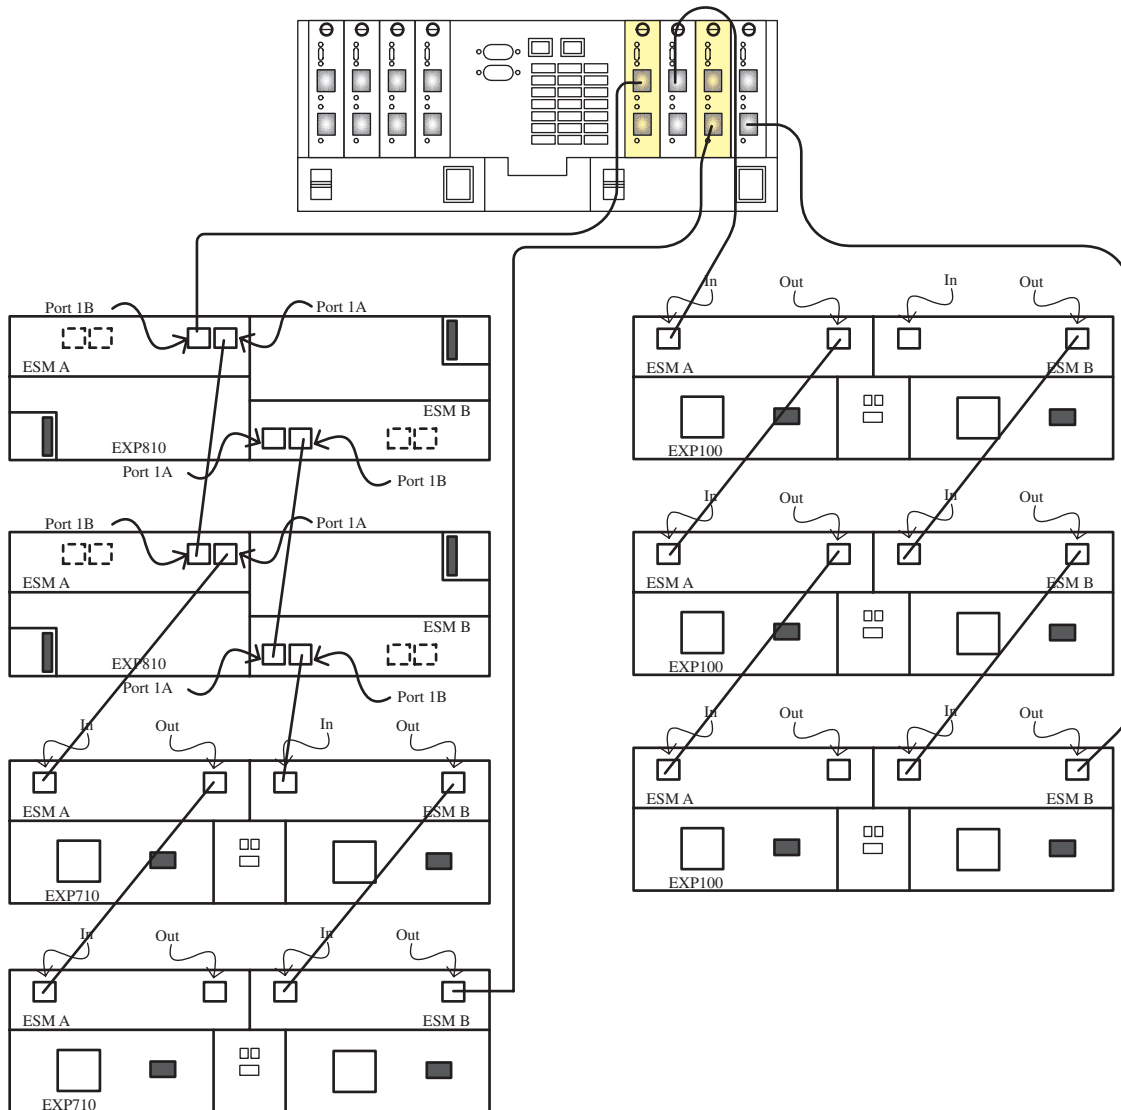 In
Out
In
Out
Port 1B
Port 1A
ESM A
ESM B
EXP810
Port 1A
Port 1B
ESM A
ESM B
EXP100
Port 1B
Port 1A
In
Out
In
Out
ESM A
ESM B
EXP810
Port 1A
Port 1B
ESM A
ESM B
EXP100
In
Out
In
Out
In
Out
In
Out
ESM A
ESM B
EXP710
ESM A
ESM B
EXP100
In
Out
In
Out
ESM A
ESM B
EXP710